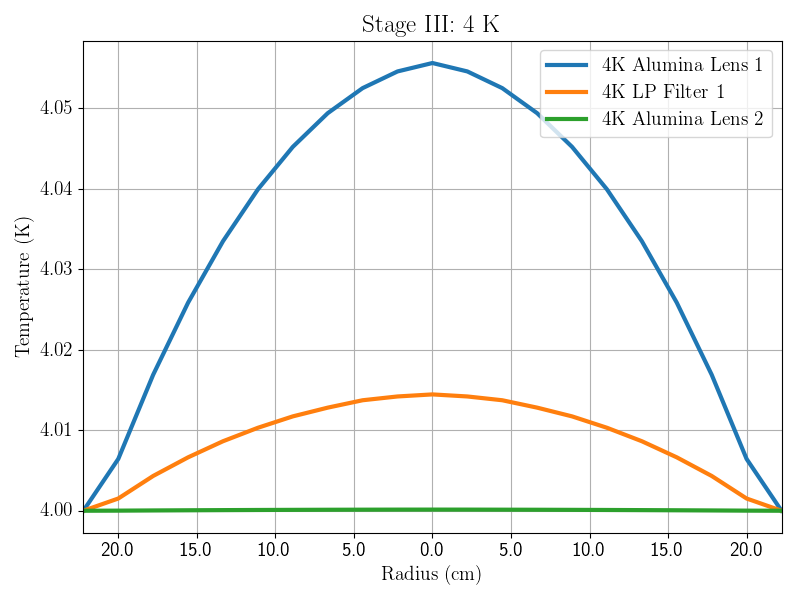 Stage III: 4 K
4K Alumina Lens 1
4K LP Filter 1
4K Alumina Lens 2
Temperature (K)
4.05
4.04
4.03
4.02
4.01
4.00
20.0 15.0 10.0 5.0 0.0 5.0 10.0 15.0 20.0
Radius (cm)